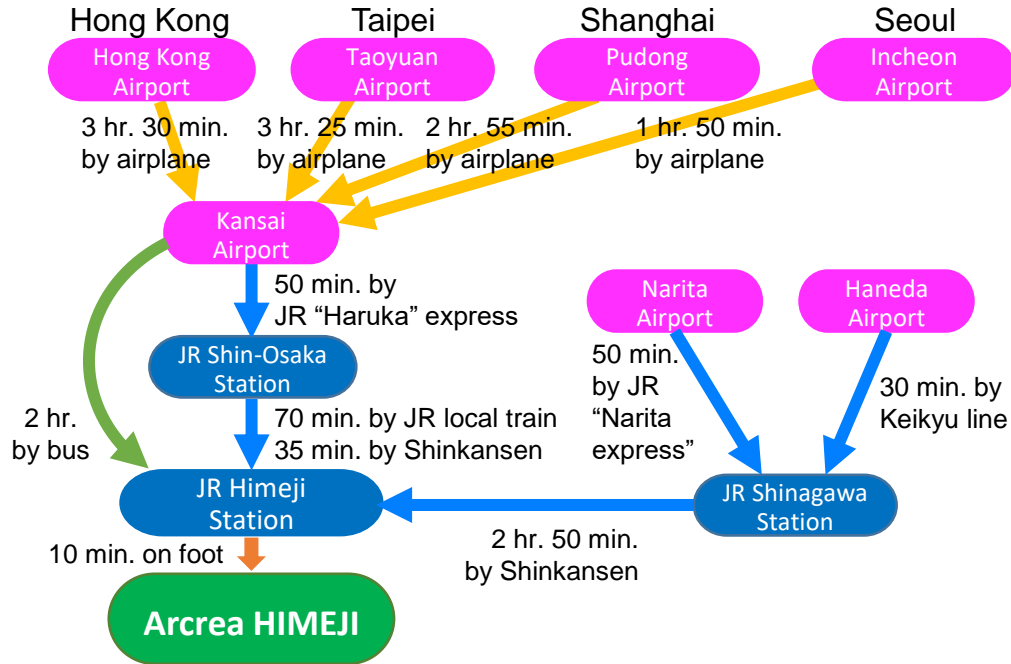 Hong Kong
Taipei
Shanghai
Seoul
Hong Kong
Airport
Taoyuan
Airport
Pudong
Airport
Incheon
Airport
3 hr. 30 min.
by airplane
3 hr. 25 min.
by airplane
2 hr. 55 min.
by airplane
1 hr. 50 min.
by airplane
Kansai
Airport
50 min. by
JR “Haruka” express
Narita
Airport
Haneda
Airport
JR Shin-Osaka
Station
50 min.
by JR
“Narita
express”
30 min. by
Keikyu line
2 hr.
by bus
70 min. by JR local train
35 min. by Shinkansen
JR Himeji
Station
JR Shinagawa
Station
2 hr. 50 min.
by Shinkansen
10 min. on foot
Arcrea HIMEJI